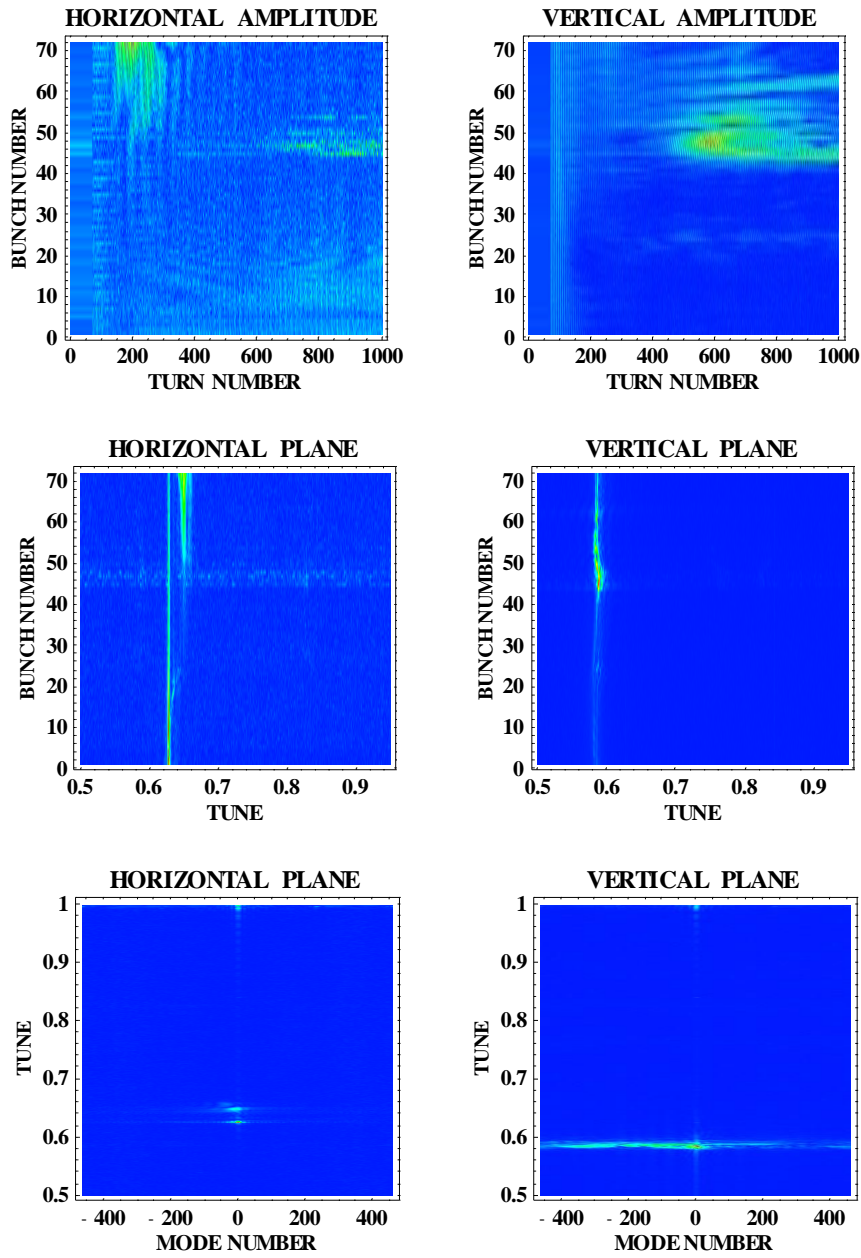 HORIZONTAL AMPLITUDE
70
60
50
40
30
20
10
0
BUNCH NUMBER
0 200 400 600 800 1000
TURN NUMBER
VERTICAL AMPLITUDE
70
60
50
40
30
20
10
0
BUNCH NUMBER
0 200 400 600 800 1000
TURN NUMBER
HORIZONTAL PLANE
70
60
50
40
30
20
10
0
BUNCH NUMBER
0.5 0.6 0.7 0.8 0.9
TUNE
VERTICAL PLANE
70
60
50
40
30
20
10
0
BUNCH NUMBER
0.5 0.6 0.7 0.8 0.9
TUNE
HORIZONTAL PLANE
1
0.9
0.8
0.7
0.6
0.5
TUNE
- 400 - 200 0 200 400
MODE NUMBER
VERTICAL PLANE
1
0.9
0.8
0.7
0.6
0.5
TUNE
- 400 - 200 0 200 400
MODE NUMBER